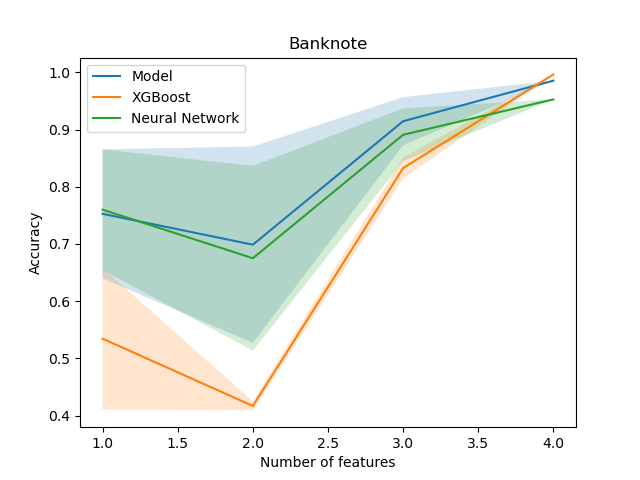 Banknote
Model
XGBoost
Neural Network
Accuracy
1.0
0.9
0.8
0.7
0.6
0.5
0.4
1.0 1.5 2.0 2.5 3.0 3.5 4.0
Number of features